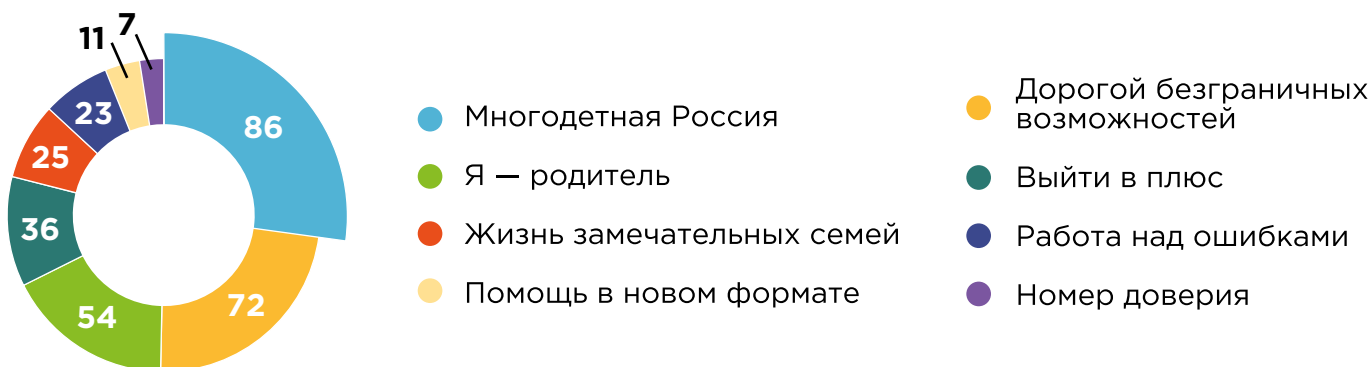 11
7
86
23
25
36
54
72
Многодетная Россия
Я — родитель
Жизнь замечательных семей
Помощь в новом формате
Дорогой безграничных
возможностей
Выйти в плюс
Работа над ошибками
Номер доверия